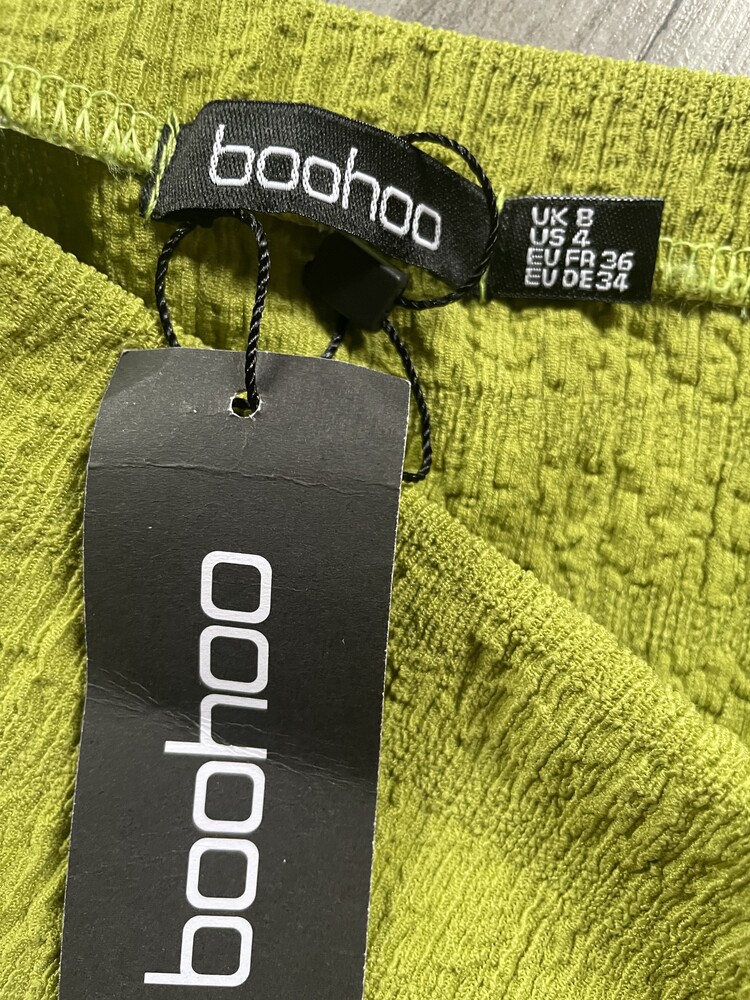 boohoo
UK 8
US 4
EU FR 36
EU DE 34
boohoo